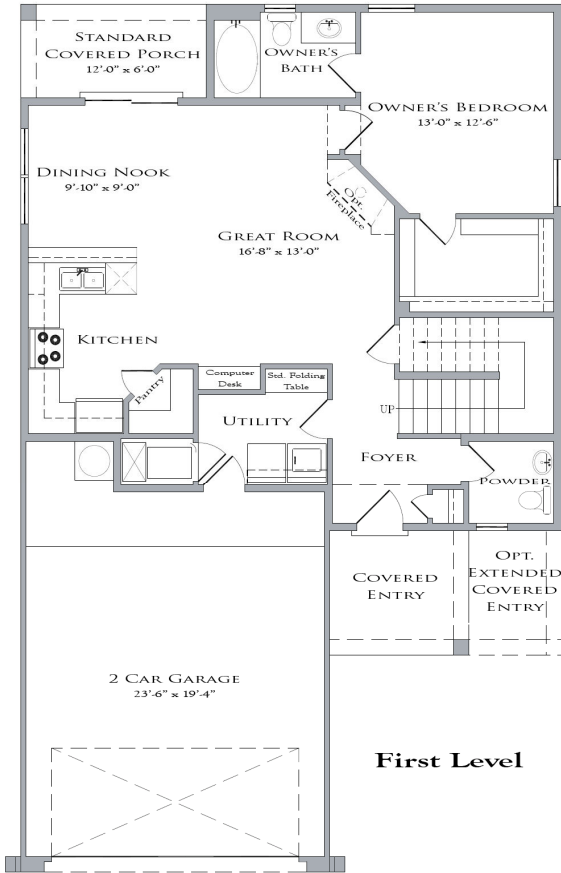 Standard
Covered Porch
12'-0" x 6'-0"
Owner's
Bath
Owner's Bedroom
13'-0" x 12'-6"
Dining Nook
9'-10" x 9'-0"
Opt.
Fireplace
Great Room
16'-8" x 13'-0"
Kitchen
Pantry
Computer
Desk
Std. Folding
Table
UP
Utility
Foyer
Powder
Covered
Entry
Opt.
Extended
Covered
Entry
2 Car Garage
23'-6" x 19'-4"
First Level